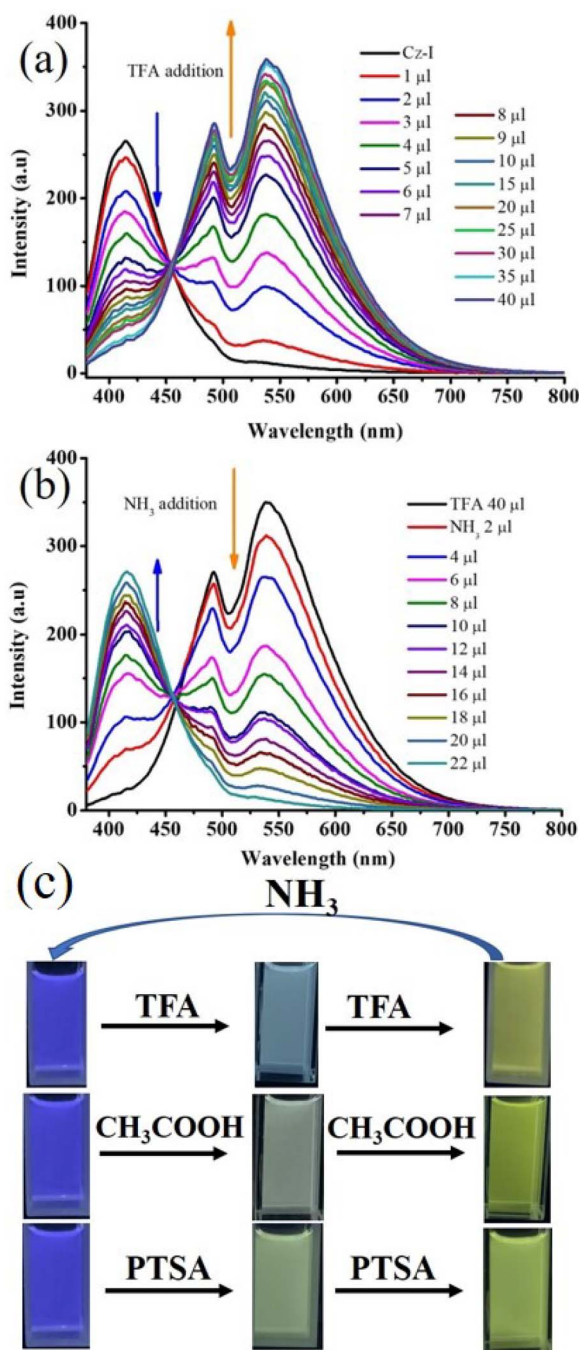 (a)
400
300
200
100
0
Intensity (a.u)
TFA addition
Cz-I
1 µl
2 µl
3 µl
4 µl
5 µl
6 µl
7 µl
8 µl
9 µl
10 µl
15 µl
20 µl
25 µl
30 µl
35 µl
40 µl
400 450 500 550 600 650 700 750 800
Wavelength (nm)
(b)
400
300
200
100
0
Intensity (a.u)
NH₃ addition
TFA 40 µl
NH₃ 2 µl
4 µl
6 µl
8 µl
10 µl
12 µl
14 µl
16 µl
18 µl
20 µl
22 µl
400 450 500 550 600 650 700 750 800
Wavelength (nm)
(c)
NH₃
TFA TFA
CH₃COOH CH₃COOH
PTSA PTSA